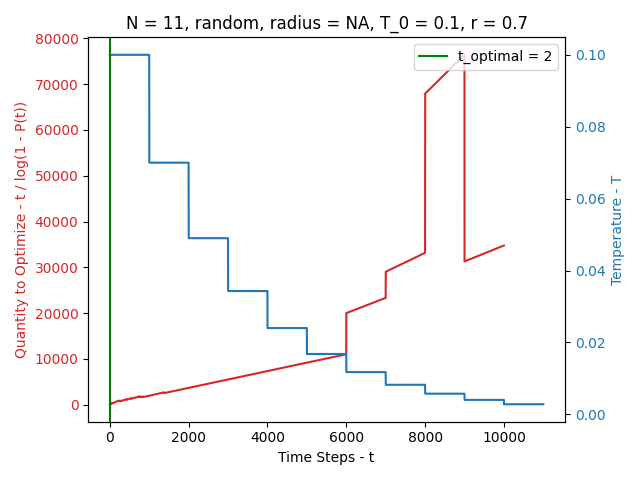 N = 11, random, radius = NA, T_0 = 0.1, r = 0.7
t_optimal = 2
Quantity to Optimize - t / log(1 - P(t))
80000
70000
60000
50000
40000
30000
20000
10000
0
0.10
0.08
0.06
0.04
0.02
0.00
Temperature - T
0 2000 4000 6000 8000 10000
Time Steps - t